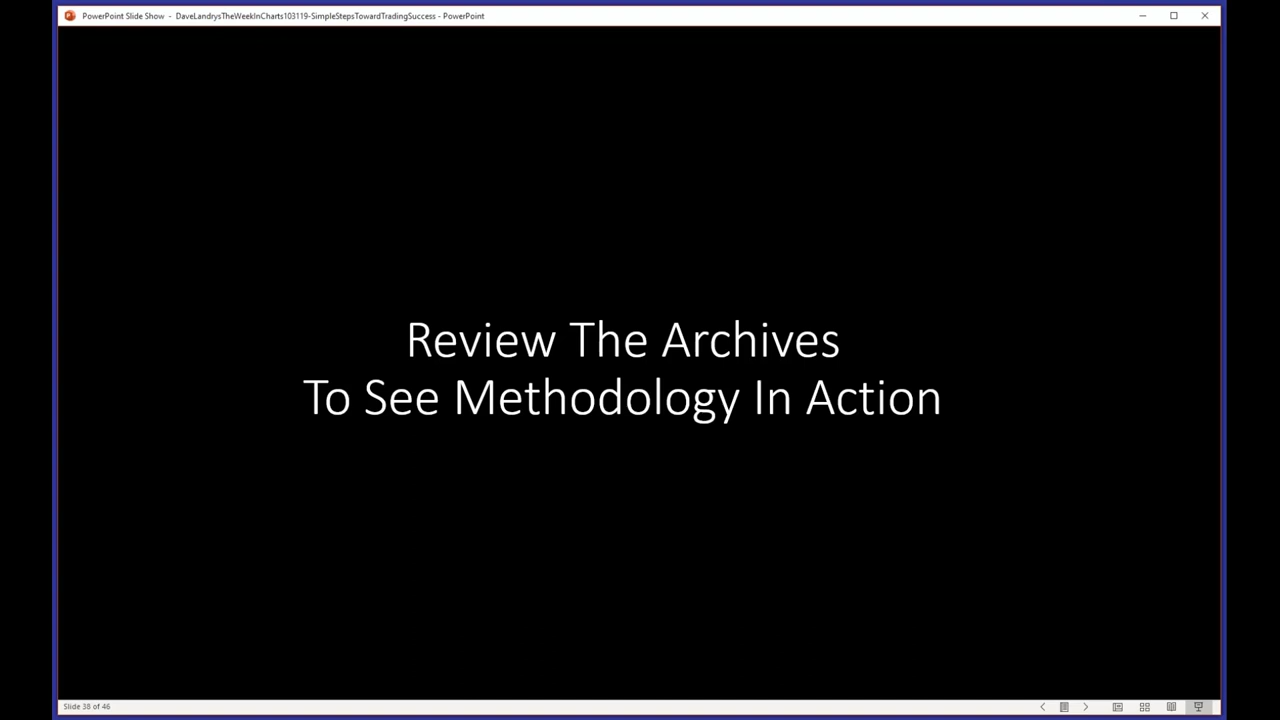 PowerPoint Slide Show - DaveLandrysTheWeekInCharts103119-SimpleStepsTowardTradingSuccess - PowerPoint
Review The Archives
To See Methodology In Action
Slide 38 of 46